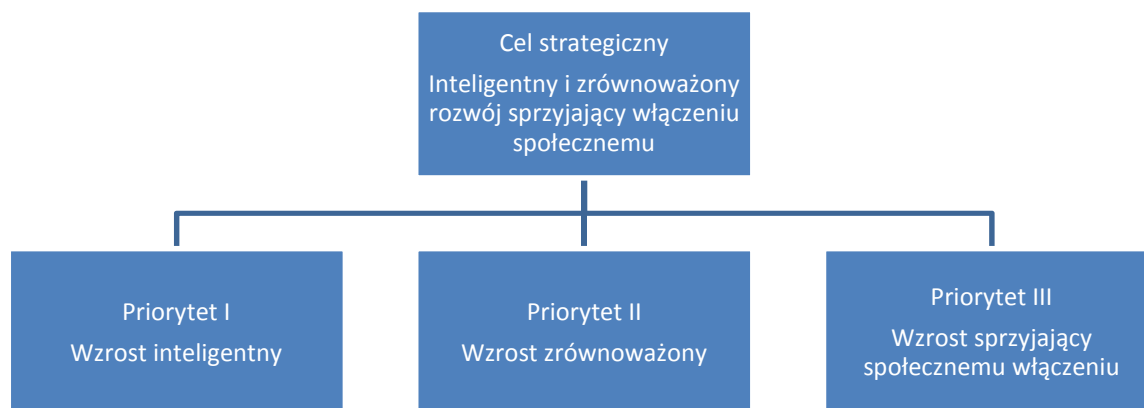 Cel strategiczny
Inteligentny i zrównoważony
rozwój sprzyjający włączeniu
społecznemu
Priorytet I
Wzrost inteligentny
Priorytet II
Wzrost zrównoważony
Priorytet III
Wzrost sprzyjający
społecznemu włączeniu